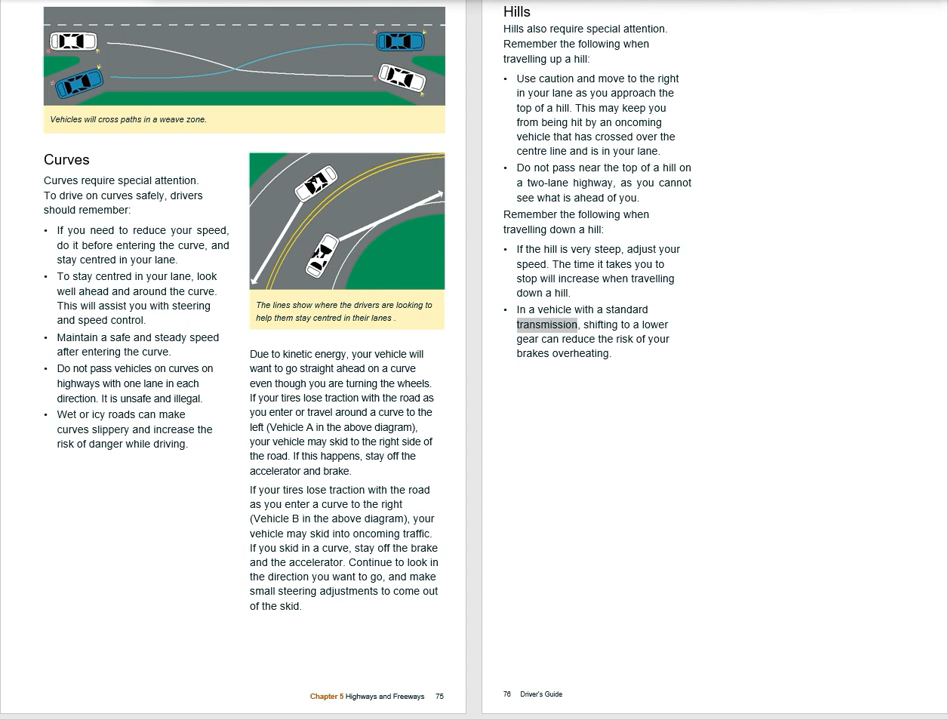 Vehicles will cross paths in a weave zone.
Curves
Curves require special attention.
To drive on curves safely, drivers
should remember:
• If you need to reduce your speed,
do it before entering the curve, and
stay centred in your lane.
• To stay centred in your lane, look
well ahead and around the curve.
This will assist you with steering
and speed control.
• Maintain a safe and steady speed
after entering the curve.
• Do not pass vehicles on curves on
highways with one lane in each
direction. It is unsafe and illegal.
• Wet or icy roads can make
curves slippery and increase the
risk of danger while driving.
The lines show where the drivers are looking to
help them stay centred in their lanes .
Due to kinetic energy, your vehicle will
want to go straight ahead on a curve
even though you are turning the wheels.
If your tires lose traction with the road as
you enter or travel around a curve to the
left (Vehicle A in the above diagram),
your vehicle may skid to the right side of
the road. If this happens, stay off the
accelerator and brake.
If your tires lose traction with the road
as you enter a curve to the right
(Vehicle B in the above diagram), your
vehicle may skid into oncoming traffic.
If you skid in a curve, stay off the brake
and the accelerator. Continue to look in
the direction you want to go, and make
small steering adjustments to come out
of the skid.
Chapter 5 Highways and Freeways 75
Hills
Hills also require special attention.
Remember the following when
travelling up a hill:
• Use caution and move to the right
in your lane as you approach the
top of a hill. This may keep you
from being hit by an oncoming
vehicle that has crossed over the
centre line and is in your lane.
• Do not pass near the top of a hill on
a two-lane highway, as you cannot
see what is ahead of you.
Remember the following when
travelling down a hill:
• If the hill is very steep, adjust your
speed. The time it takes you to
stop will increase when travelling
down a hill.
• In a vehicle with a standard
transmission, shifting to a lower
gear can reduce the risk of your
brakes overheating.
76 Driver's Guide